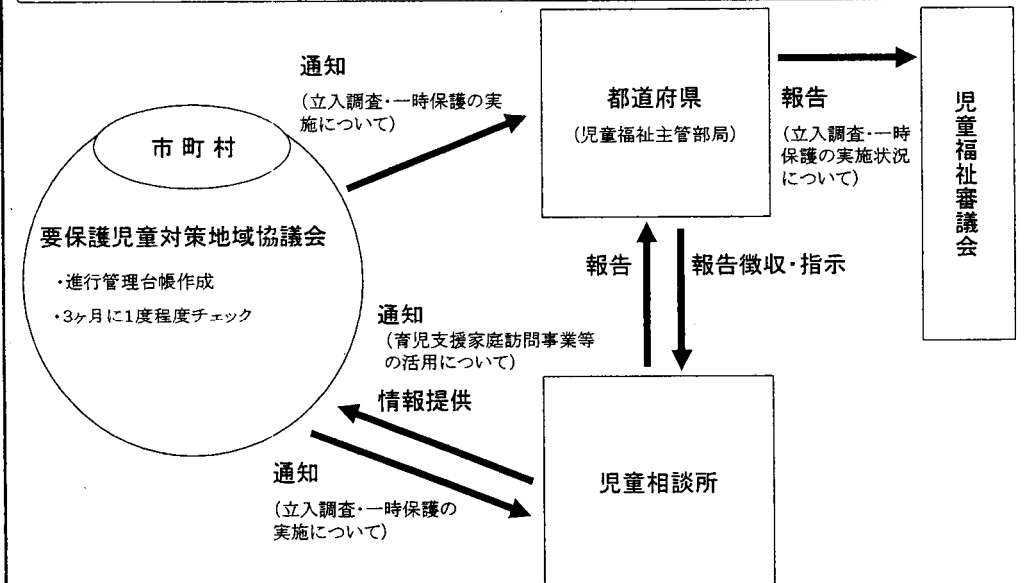 市町村
要保護児童対策地域協議会
・進行管理台帳作成
・3ヶ月に1度程度チェック
通知
(立入調査・一時保護の実
施について)
都道府県
(児童福祉主管部局)
報告
(立入調査・一時
保護の実施状況
について)
児童福祉審議会
報告
報告徴収・指示
通知
(育児支援家庭訪問事業等
の活用について)
情報提供
通知
(立入調査・一時保護の
実施について)
児童相談所